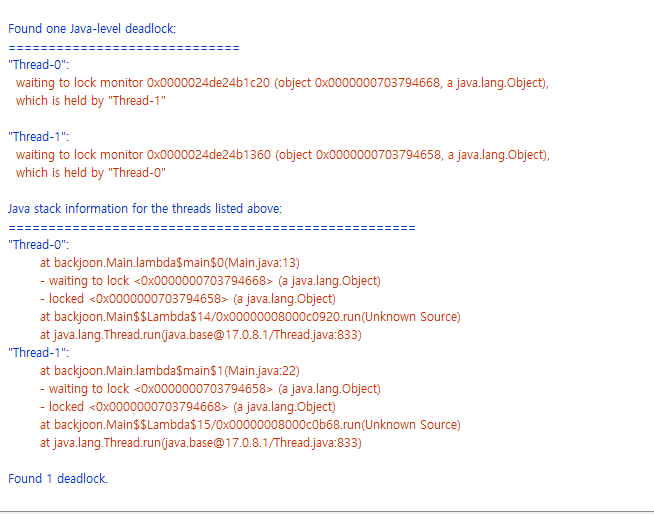 Found one Java-level deadlock:
=============================
"Thread-0":
waiting to lock monitor 0x0000024de24b1c20 (object 0x0000000703794668, a java.lang.Object),
which is held by "Thread-1"
"Thread-1":
waiting to lock monitor 0x0000024de24b1360 (object 0x0000000703794658, a java.lang.Object),
which is held by "Thread-0"
Java stack information for the threads listed above:
===================================================
"Thread-0":
at backjoon.Main.lambda$main$0(Main.java:13)
- waiting to lock <0x0000000703794668> (a java.lang.Object)
- locked <0x0000000703794658> (a java.lang.Object)
at backjoon.Main$$Lambda$14/0x00000008000c0920.run(Unknown Source)
at java.lang.Thread.run(java.base@17.0.8.1/Thread.java:833)
"Thread-1":
at backjoon.Main.lambda$main$1(Main.java:22)
- waiting to lock <0x0000000703794658> (a java.lang.Object)
- locked <0x0000000703794668> (a java.lang.Object)
at backjoon.Main$$Lambda$15/0x00000008000c0b68.run(Unknown Source)
at java.lang.Thread.run(java.base@17.0.8.1/Thread.java:833)
Found 1 deadlock.